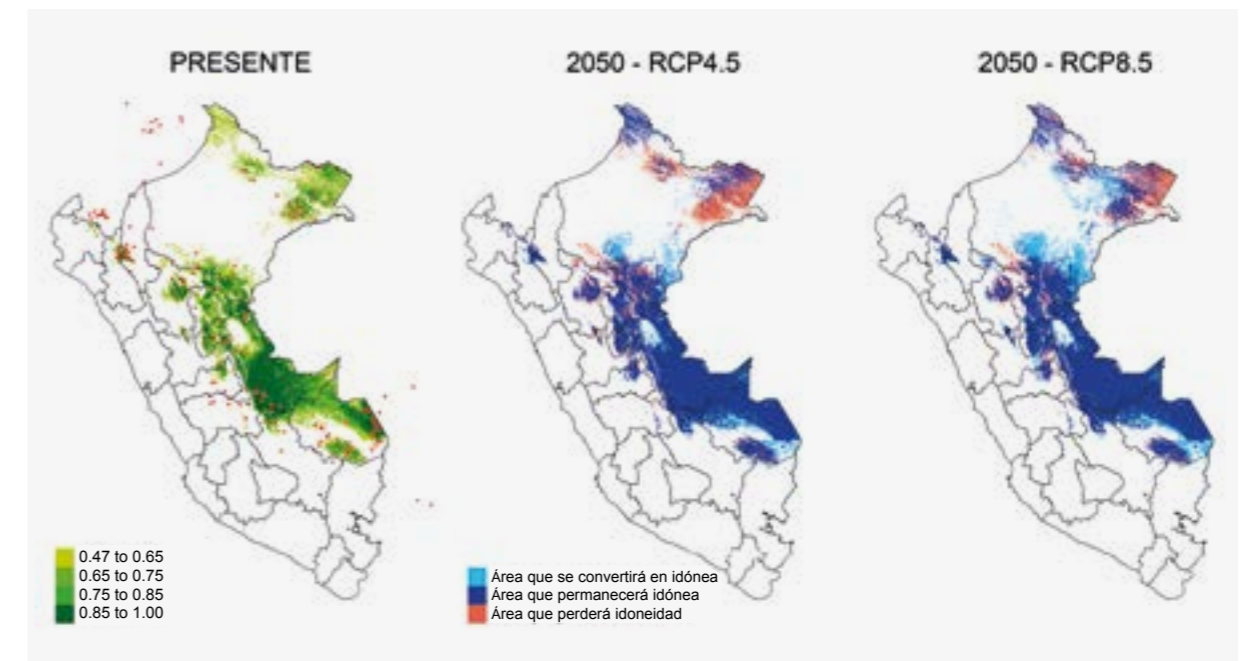 PRESENTE
2050 - RCP4.5
2050 - RCP8.5
0.47 to 0.65
0.65 to 0.75
0.75 to 0.85
0.85 to 1.00
Área que se convertirá en idónea
Área que permanecerá idónea
Área que perderá idoneidad